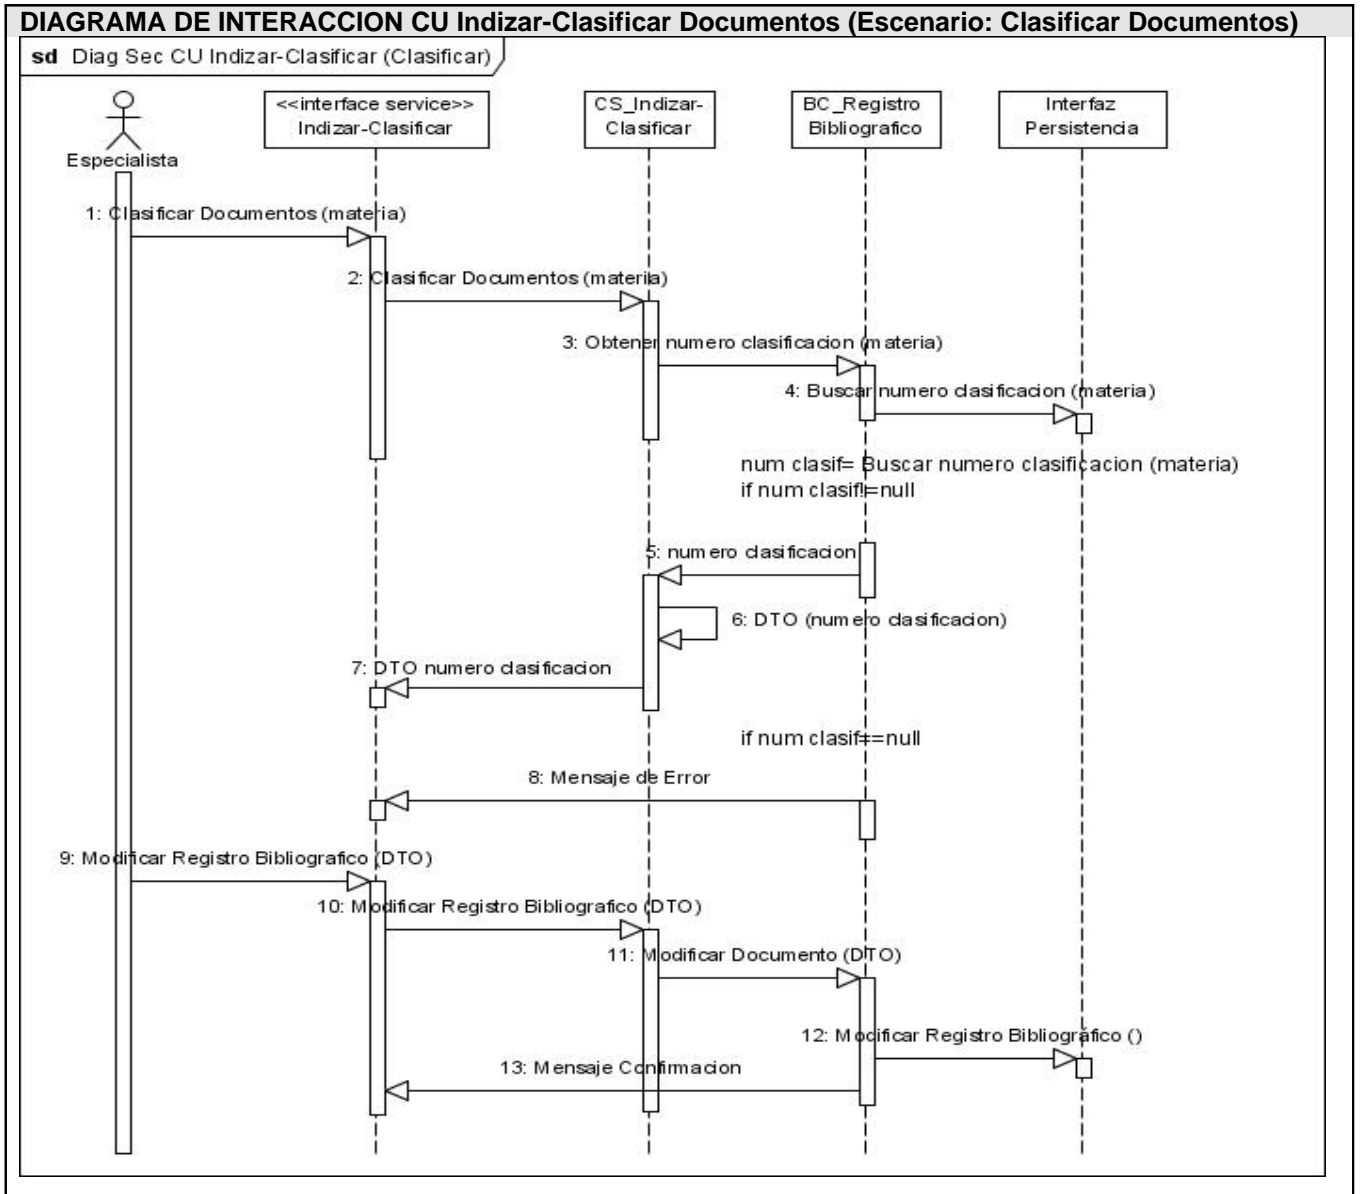 DIAGRAMA DE INTERACCION CU Indizar-Clasificar Documentos (Escenario: Clasificar Documentos)
sd Diag Sec CU Indizar-Clasificar (Clasificar)
<<interface service>>
Indizar-Clasificar
CS_Indizar-
Clasificar
BC_Registro
Bibliografico
Interfaz
Persistencia
Especialista
1: Clasificar Documentos (materia)
2: Clasificar Documentos (materia)
3: Obtener numero clasificacion (materia)
4: Buscar numero clasificacion (materia)
num clasif= Buscar numero clasificacion (materia)
if num clasif!=null
5: numero clasificacion
6: DTO (numero clasificacion)
7: DTO numero clasificacion
if num clasif==null
8: Mensaje de Error
9: Modificar Registro Bibliografico (DTO)
10: Modificar Registro Bibliografico (DTO)
11: Modificar Documento (DTO)
12: Modificar Registro Bibliográfico ()
13: Mensaje Confirmacion